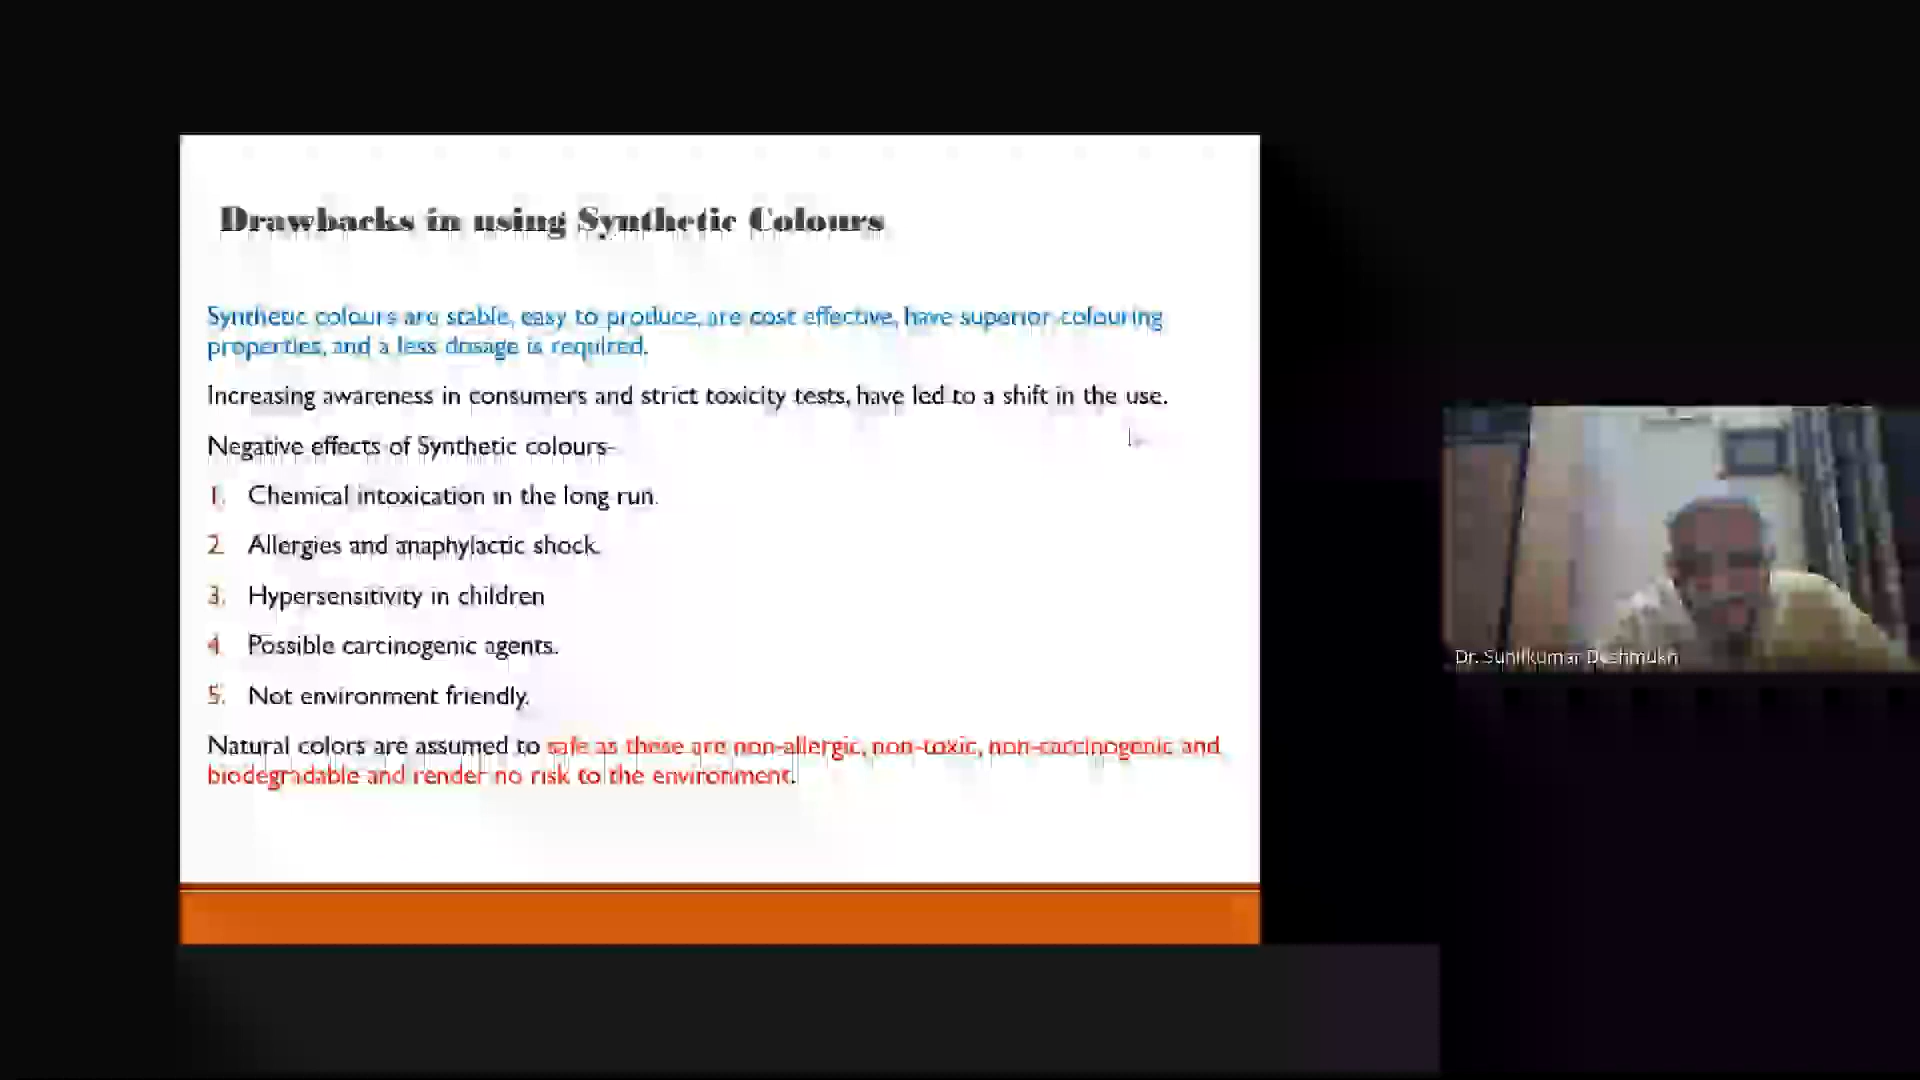 Drawbacks in using Synthetic Colours
Synthetic colours are stable, easy to produce, are cost effective, have superior colouring
properties, and a less dosage is required.
Increasing awareness in consumers and strict toxicity tests, have led to a shift in the use.
Negative effects of Synthetic colours-
1. Chemical intoxication in the long run.
2. Allergies and anaphylactic shock.
3. Hypersensitivity in children
4. Possible carcinogenic agents.
5. Not environment friendly.
Natural colors are assumed to safe as these are non-allergic, non-toxic, non-carcinogenic and
biodegradable and render no risk to the environment.
Dr. Sunilkumar Deshmukh